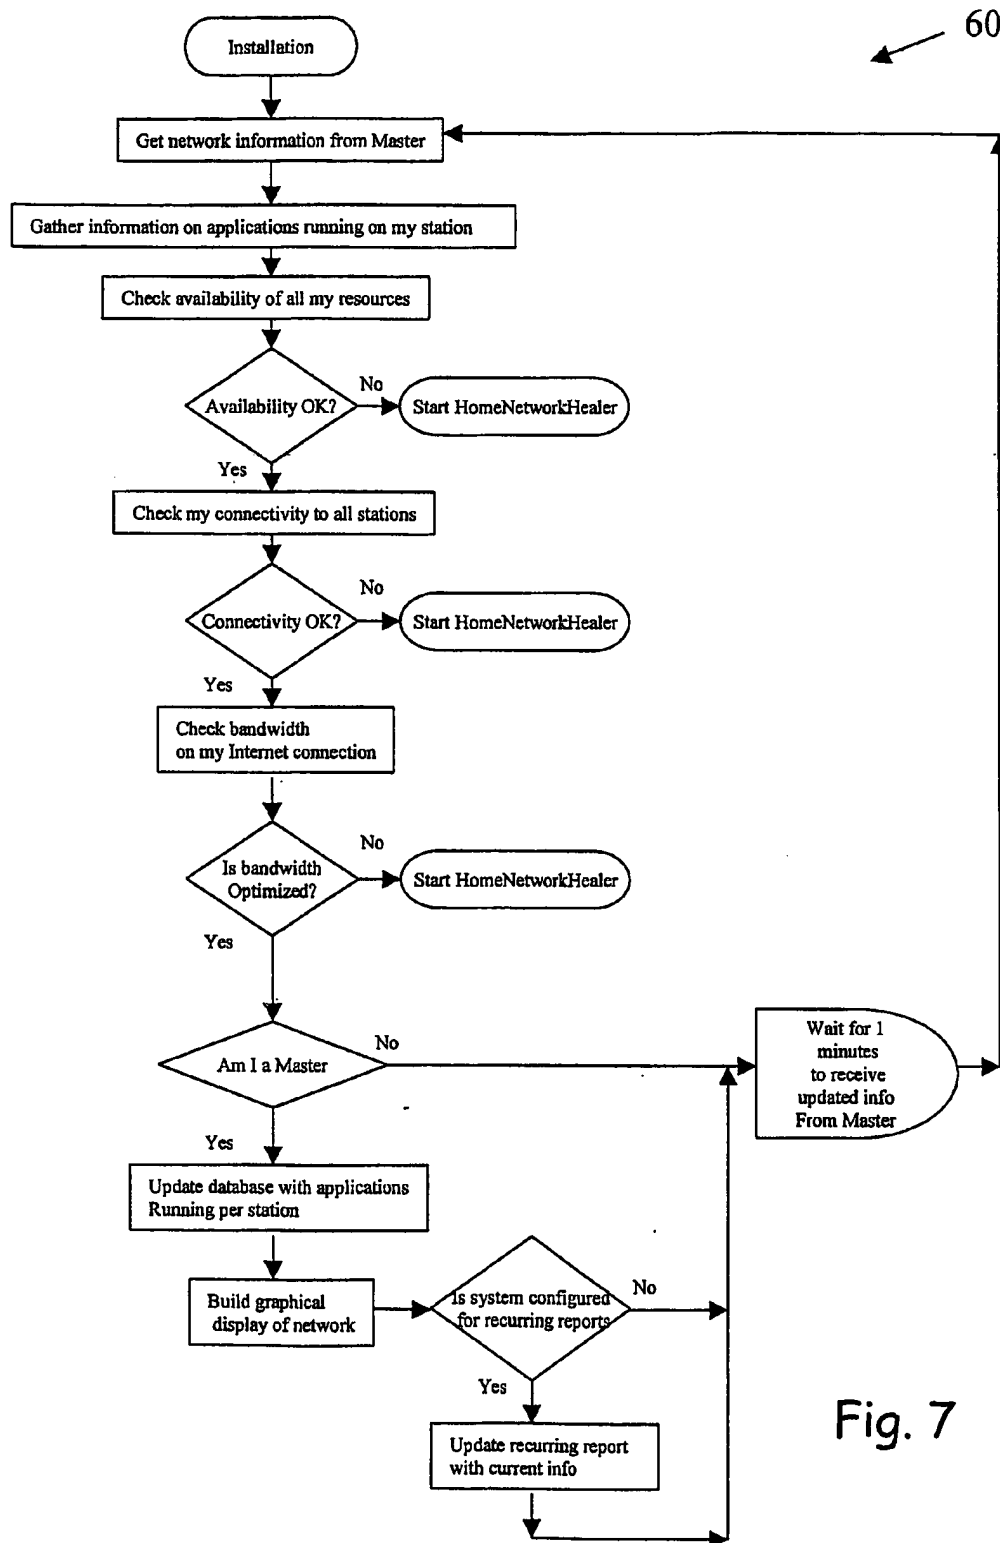 60
Installation
Get network information from Master
Gather information on applications running on my station
Check availability of all my resources
Availability OK?
No
Start HomeNetworkHealer
Yes
Check my connectivity to all stations
Connectivity OK?
No
Start HomeNetworkHealer
Yes
Check bandwidth
on my Internet connection
Is bandwidth
Optimized?
No
Start HomeNetworkHealer
Yes
Am I a Master
No
Wait for 1
minutes
to receive
updated info
From Master
Yes
Update database with applications
Running per station
Build graphical
display of network
Is system configured
for recurring reports
No
Yes
Update recurring report
with current info
Fig. 7